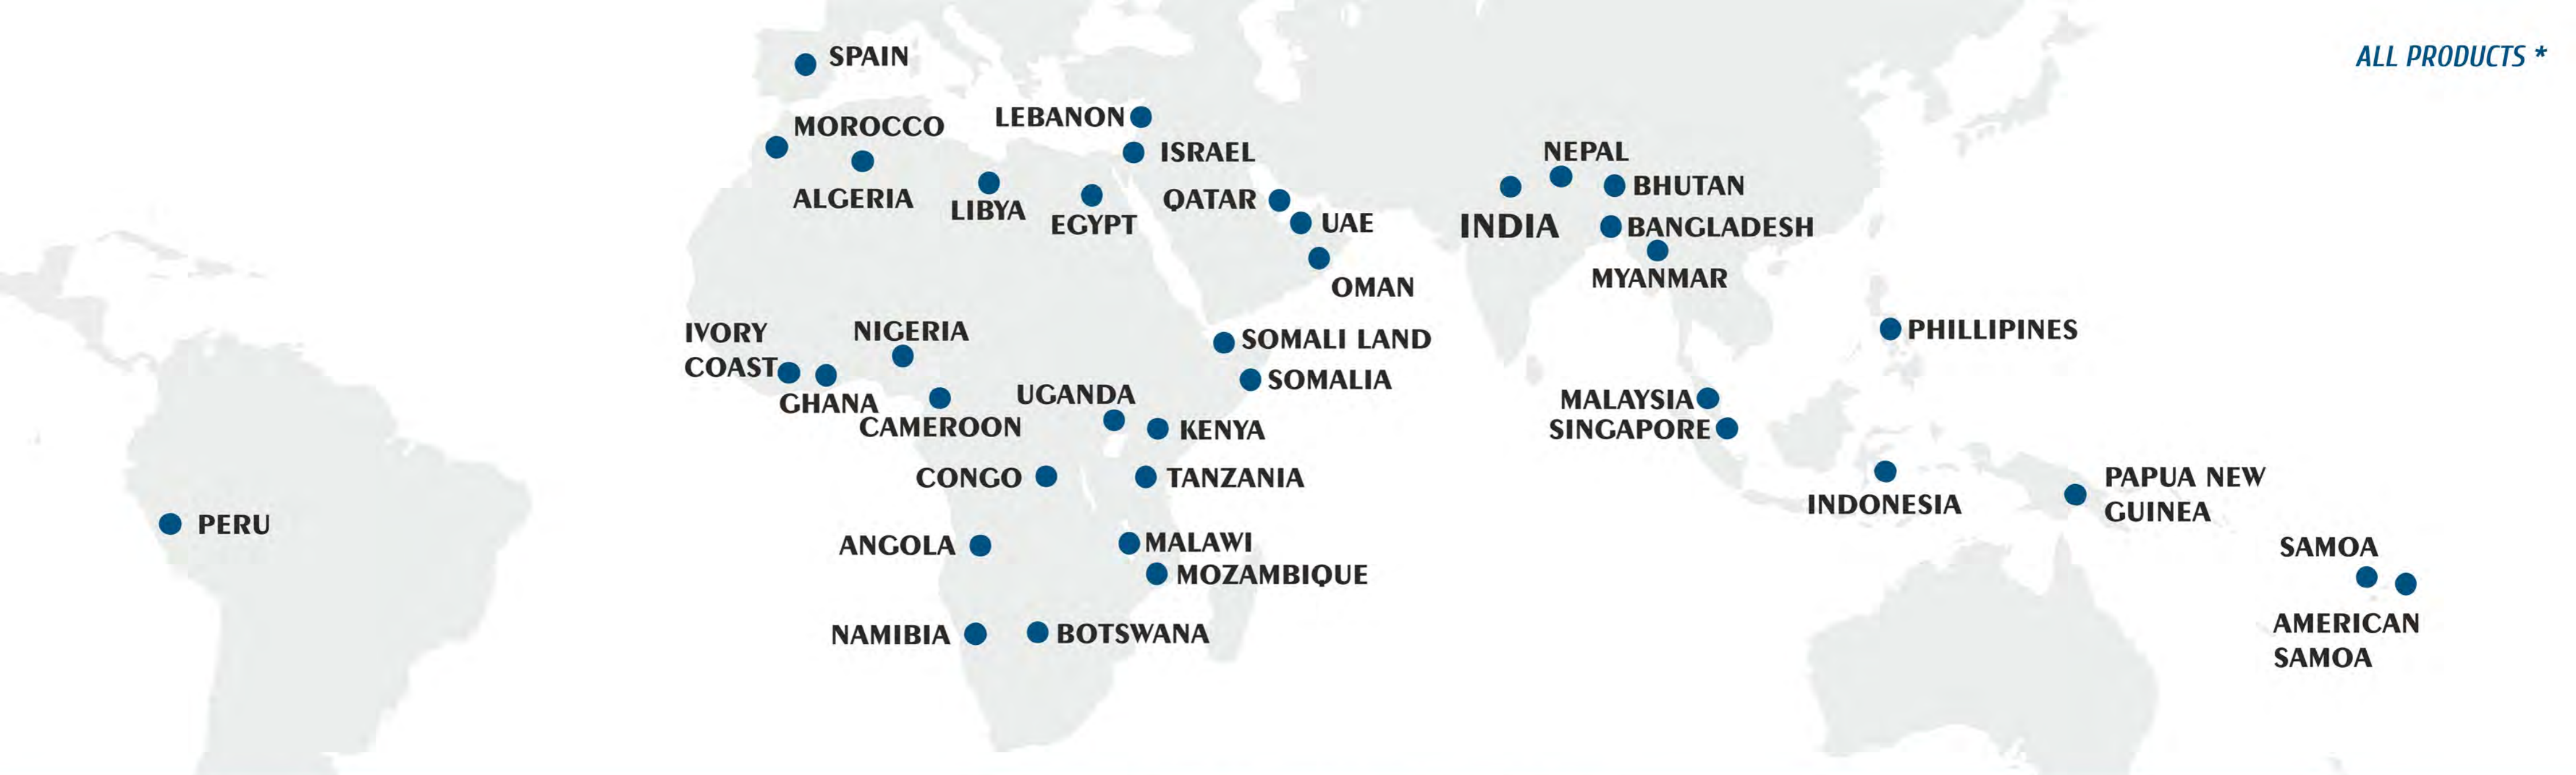 SPAIN
ALL PRODUCTS *
LEBANON
MOROCCO
ISRAEL
NEPAL
BHUTAN
ALGERIA
QATAR
LIBYA
EGYPT
UAE
INDIA
BANGLADESH
MYANMAR
OMAN
IVORY
COAST
NIGERIA
SOMALI LAND
PHILLIPINES
SOMALIA
GHANA
UGANDA
MALAYSIA
CAMEROON
KENYA
SINGAPORE
CONGO
TANZANIA
PAPUA NEW
GUINEA
INDONESIA
PERU
ANGOLA
MALAWI
SAMOA
MOZAMBIQUE
NAMIBIA
BOTSWANA
AMERICAN
SAMOA